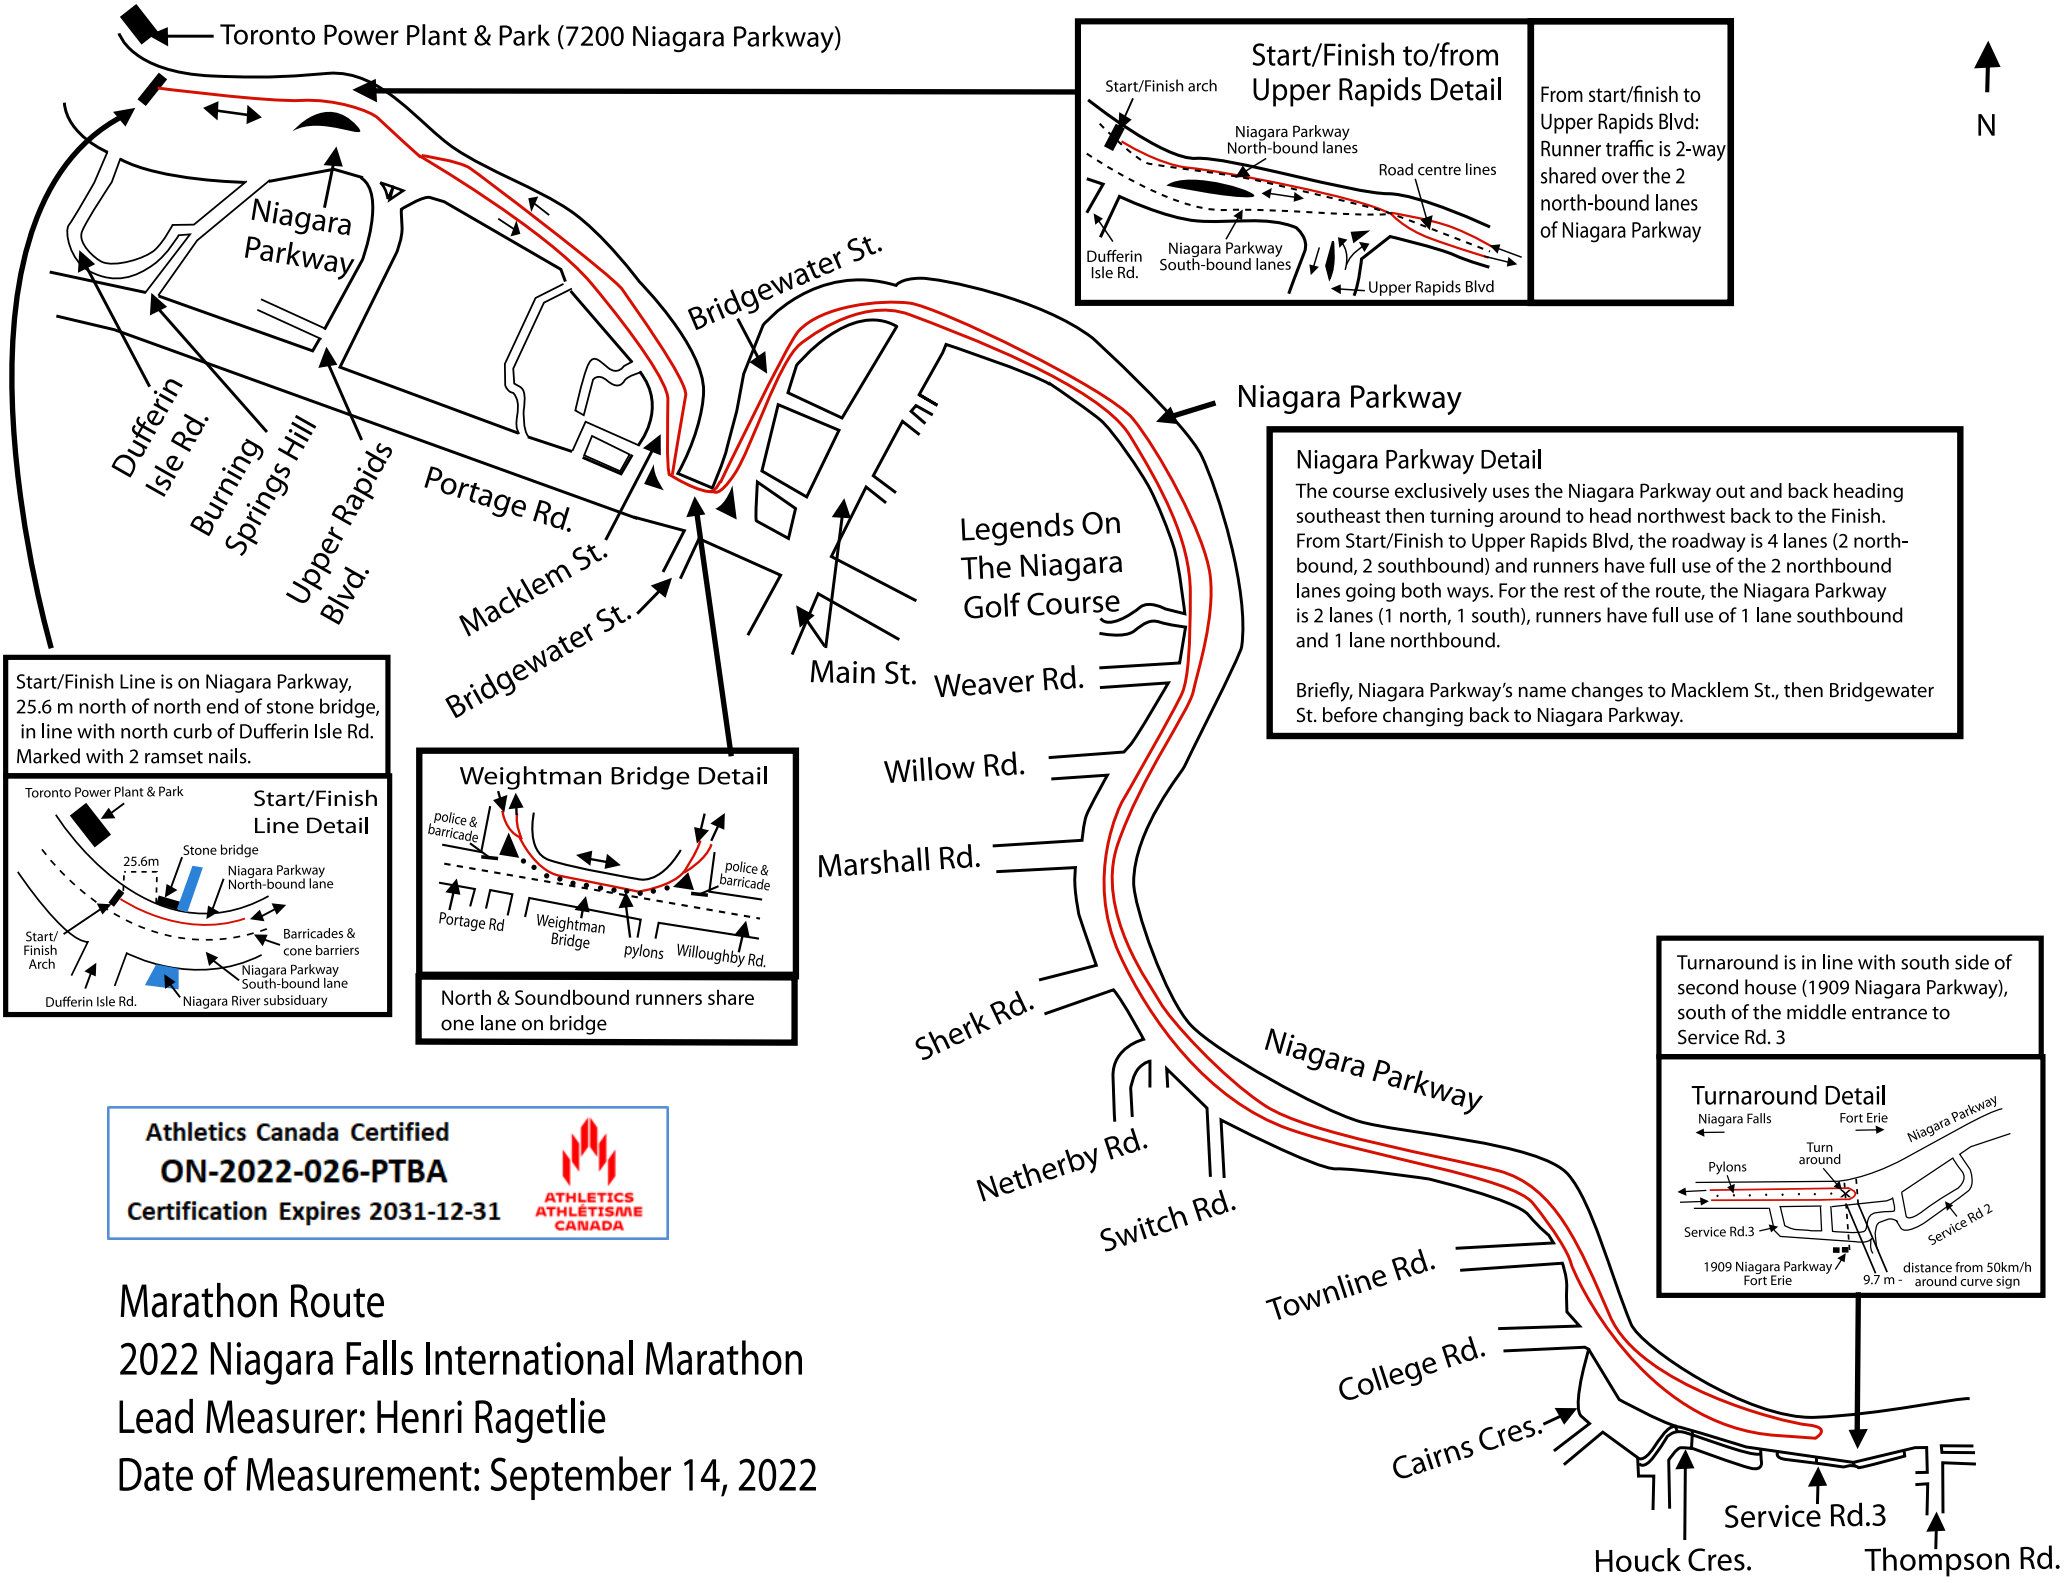 Toronto Power Plant & Park (7200 Niagara Parkway)
Start/Finish to/from
Upper Rapids Detail
Start/Finish arch
Niagara Parkway
North-bound lanes
Road centre lines
Dufferin
Isle Rd.
Niagara Parkway
South-bound lanes
Upper Rapids Blvd
From start/finish to
Upper Rapids Blvd:
Runner traffic is 2-way
shared over the 2
north-bound lanes
of Niagara Parkway
N
Niagara
Parkway
Bridgewater St.
Niagara Parkway
Dufferin
Isle Rd.
Burning
Springs Hill
Upper Rapids
Blvd.
Portage Rd.
Macklem St.
Bridgewater St.
Main St.
Legends On
The Niagara
Golf Course
Weaver Rd.
Willow Rd.
Marshall Rd.
Sherk Rd.
Netherby Rd.
Switch Rd.
Niagara Parkway
Townline Rd.
College Rd.
Cairns Cres.
Houck Cres.
Service Rd.3
Thompson Rd.
Niagara Parkway Detail
The course exclusively uses the Niagara Parkway out and back heading
southeast then turning around to head northwest back to the Finish.
From Start/Finish to Upper Rapids Blvd, the roadway is 4 lanes (2 north-
bound, 2 southbound) and runners have full use of the 2 northbound
lanes going both ways. For the rest of the route, the Niagara Parkway
is 2 lanes (1 north, 1 south), runners have full use of 1 lane southbound
and 1 lane northbound.
Briefly, Niagara Parkway's name changes to Macklem St., then Bridgewater
St. before changing back to Niagara Parkway.
Start/Finish Line is on Niagara Parkway,
25.6 m north of north end of stone bridge,
in line with north curb of Dufferin Isle Rd.
Marked with 2 ramset nails.
Toronto Power Plant & Park
Start/Finish
Line Detail
Stone bridge
25.6m
Niagara Parkway
North-bound lane
Start/
Finish
Arch
Barricades &
cone barriers
Niagara Parkway
South-bound lane
Dufferin Isle Rd.
Niagara River subsiduary
Weightman Bridge Detail
police &
barricade
police &
barricade
Portage Rd
Weightman
Bridge
pylons
Willoughby Rd.
North & Soundbound runners share
one lane on bridge
Turnaround is in line with south side of
second house (1909 Niagara Parkway),
south of the middle entrance to
Service Rd. 3
Turnaround Detail
Niagara Falls
Fort Erie
Niagara Parkway
Turn
around
Pylons
Service Rd.3
Service Rd.2
1909 Niagara Parkway
Fort Erie
9.7 m -
distance from 50km/h
around curve sign
Athletics Canada Certified
ON-2022-026-PTBA
Certification Expires 2031-12-31
ATHLETICS
ATHLÉTISME
CANADA
Marathon Route
2022 Niagara Falls International Marathon
Lead Measurer: Henri Ragetlie
Date of Measurement: September 14, 2022